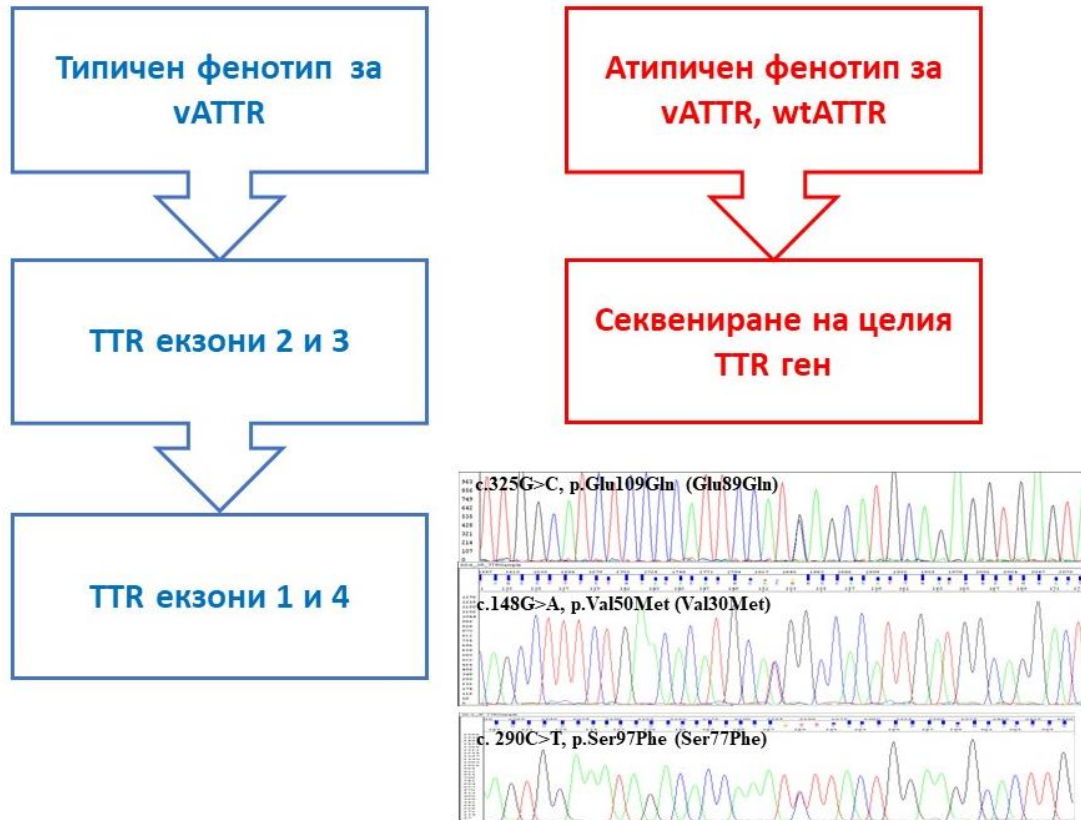 Типичен фенотип за
vATTR
TTR екзони 2 и 3
TTR екзони 1 и 4
Атипичен фенотип за
vATTR, wtATTR
Секвениране на целия
TTR ген
c.325G>C, p.Glu109Gln (Glu89Gln)
c.148G>A, p.Val50Met (Val30Met)
c. 290C>T, p.Ser97Phe (Ser77Phe)